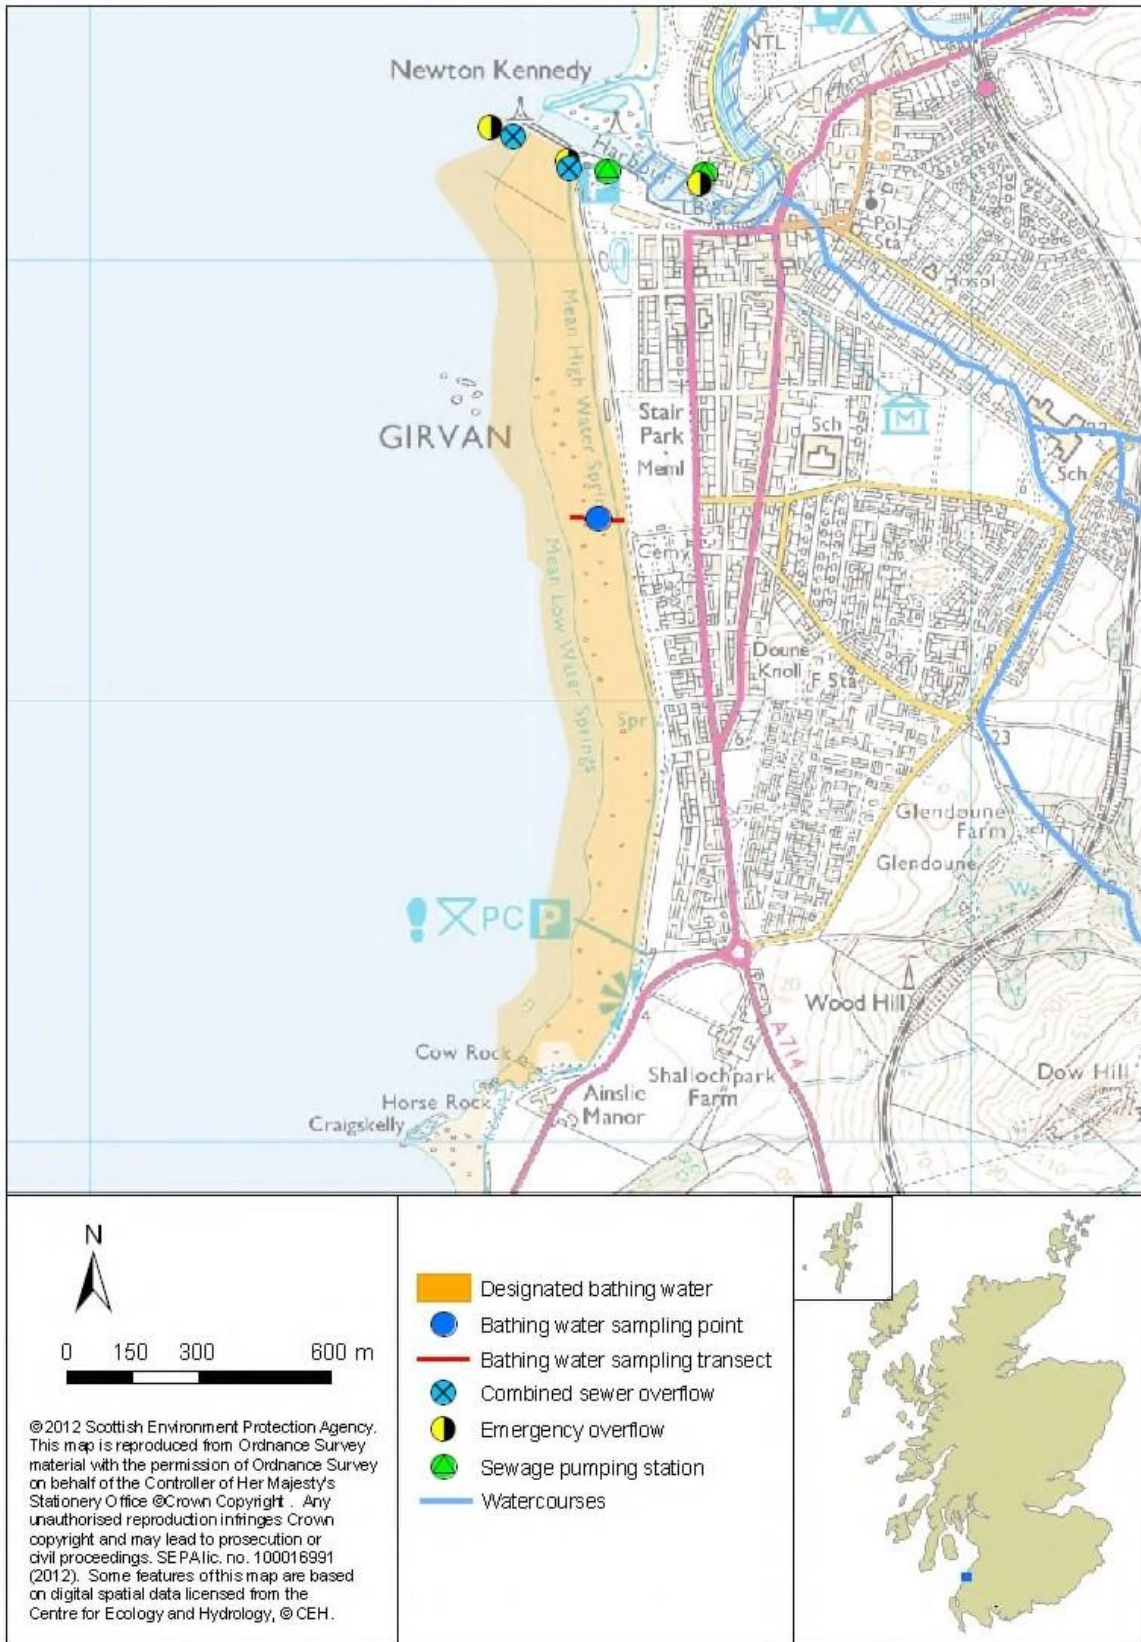 NTL
Newton Kennedy
B 7022
Harbour
LB Sta
Pol
Sta
Hospl
Mean High Water Springs
GIRVAN
Stair
Park
Meml
Sch
M
Sch
Cemy
Mean Low Water Springs
Doune
Knoll
F Sta
Spr
6
23
Glendoune
Farm
Glendoune
Ws
PC P
20
Wood Hill
4
A714
Cow Rock
Shallochpark
Farm
Dow Hill
Ainslie
Manor
Horse Rock
Craigskelly
N
0 150 300 600 m
©2012 Scottish Environment Protection Agency.
This map is reproduced from Ordnance Survey
material with the permission of Ordnance Survey
on behalf of the Controller of Her Majesty's
Stationery Office ©Crown Copyright . Any
unauthorised reproduction infringes Crown
copyright and may lead to prosecution or
civil proceedings. SEPA lic. no. 100016991
(2012). Some features of this map are based
on digital spatial data licensed from the
Centre for Ecology and Hydrology, © CEH.
Designated bathing water
Bathing water sampling point
Bathing water sampling transect
Combined sewer overflow
Emergency overflow
Sewage pumping station
Watercourses